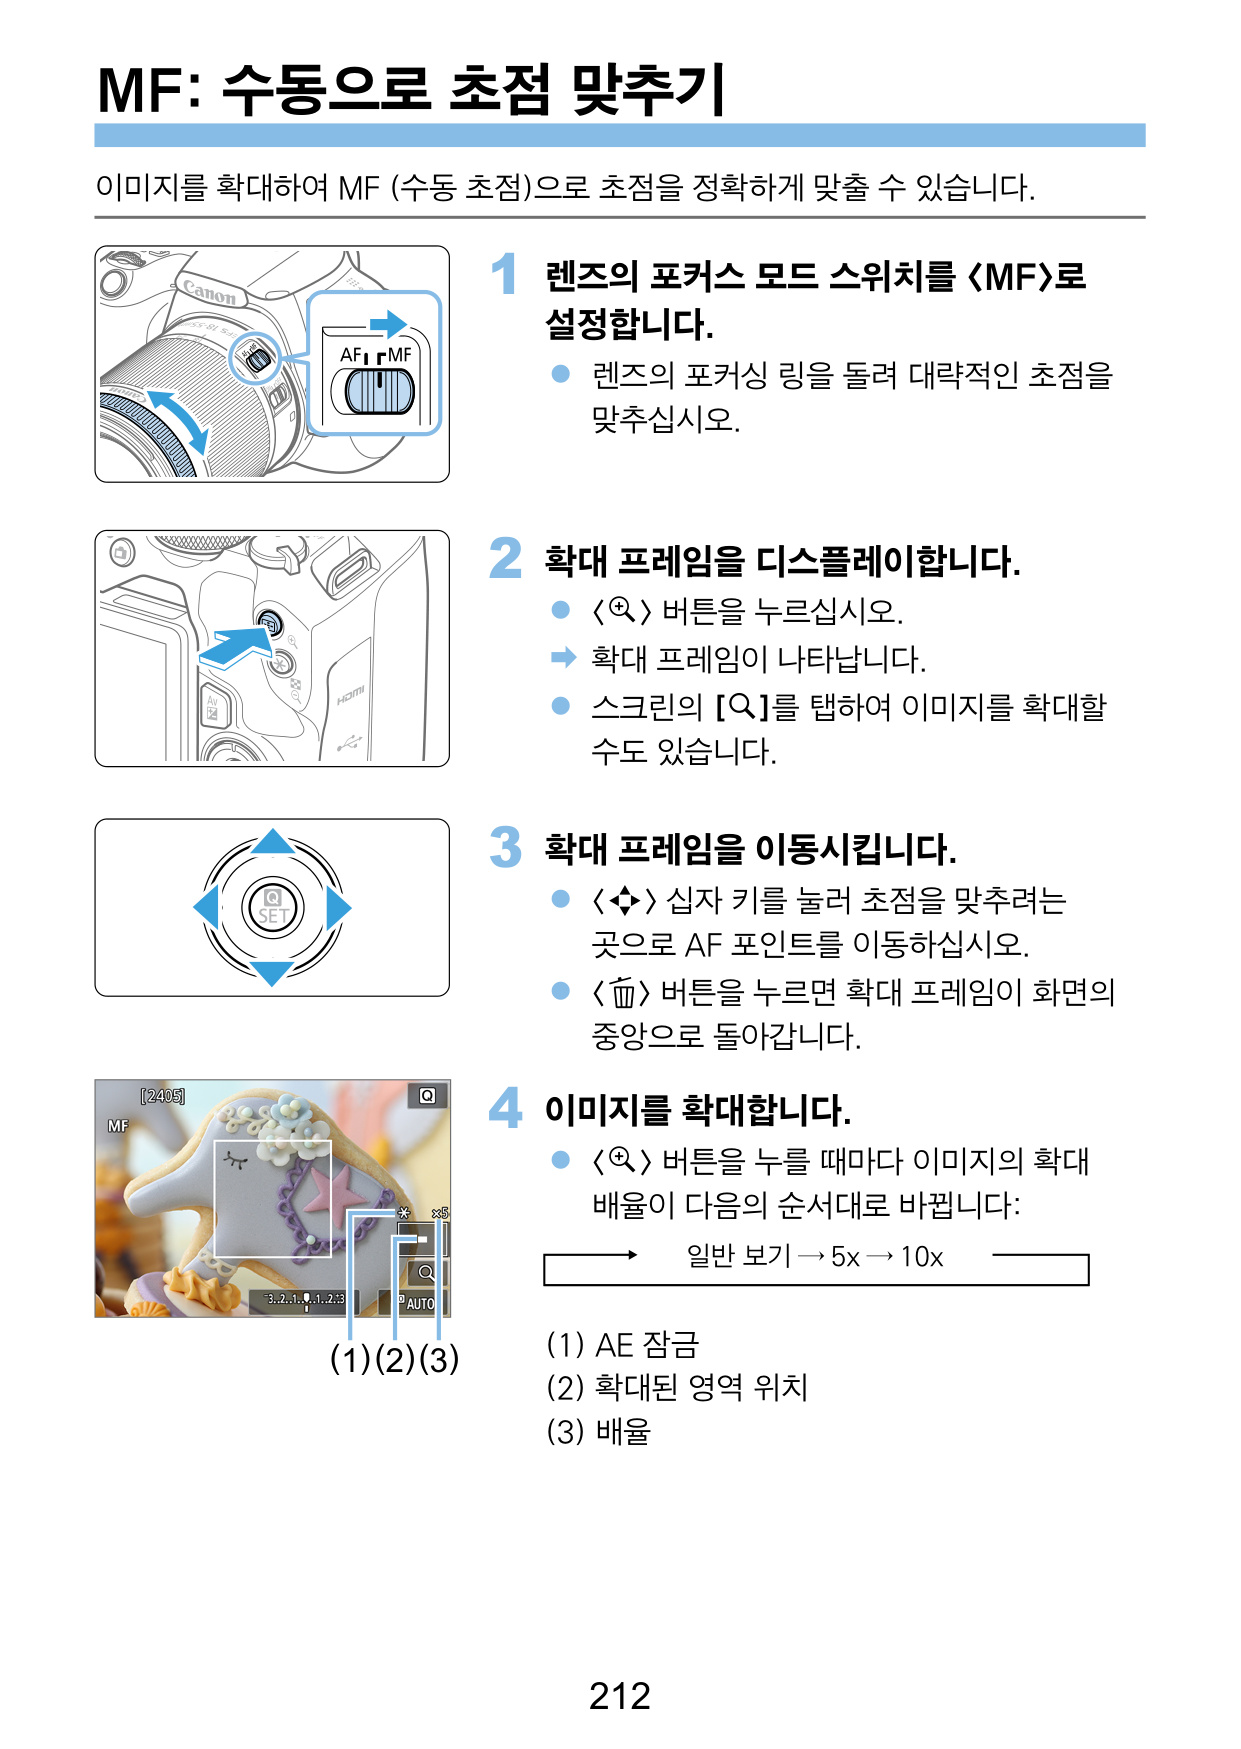 MF: 수동으로 초점 맞추기
이미지를 확대하여 MF (수동 초점)으로 초점을 정확하게 맞출 수 있습니다.
Canon
AF MF
1 렌즈의 포커스 모드 스위치를 〈MF〉로
설정합니다.
● 렌즈의 포커싱 링을 돌려 대략적인 초점을
맞추십시오.
Av
HDMI
2 확대 프레임을 디스플레이합니다.
● 〈🔍〉 버튼을 누르십시오.
➡ 확대 프레임이 나타납니다.
● 스크린의 [🔍]를 탭하여 이미지를 확대할
수도 있습니다.
Q
SET
3 확대 프레임을 이동시킵니다.
● 〈✥〉 십자 키를 눌러 초점을 맞추려는
곳으로 AF 포인트를 이동하십시오.
● 〈🗑〉 버튼을 누르면 확대 프레임이 화면의
중앙으로 돌아갑니다.
[2405]
Q
MF
* x5
-3..2..1..0..1..2..+3
AUTO
(1)(2)(3)
4 이미지를 확대합니다.
● 〈🔍〉 버튼을 누를 때마다 이미지의 확대
배율이 다음의 순서대로 바뀝니다:
일반 보기 → 5x → 10x
(1) AE 잠금
(2) 확대된 영역 위치
(3) 배율
212